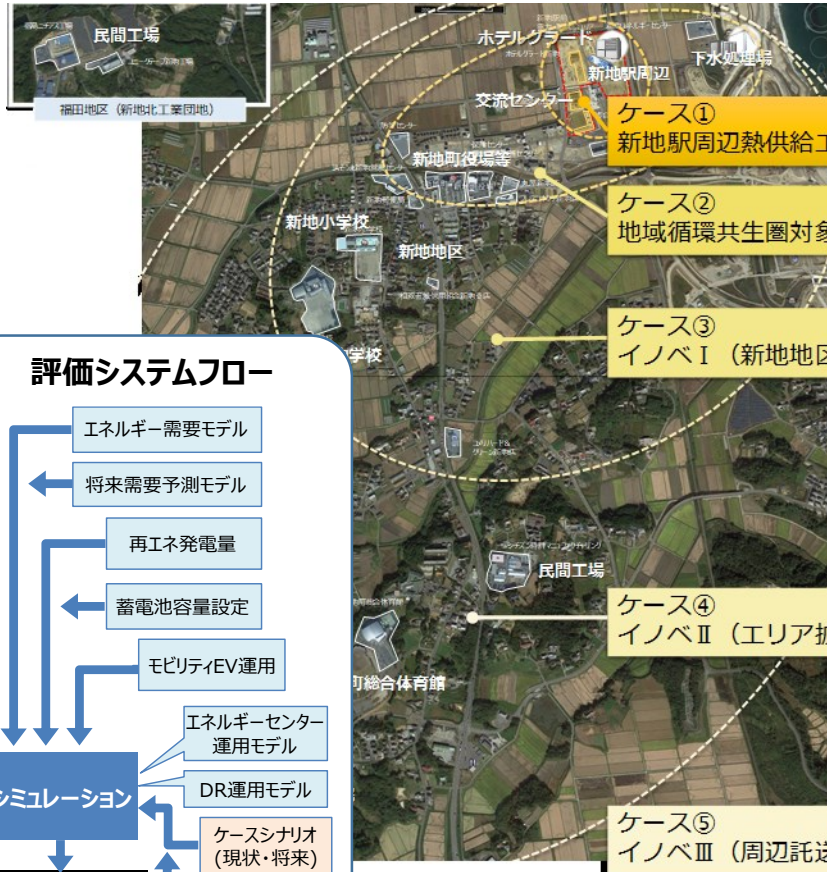 民間工場
福田地区（新地北工業団地）
ホテルグラード
新地駅周辺
下水処理場
交流センター
新地町役場等
新地小学校
新地地区
学校
民間工場
町総合体育館
ケース①
新地駅周辺熱供給
ケース②
地域循環共生圏対象
ケース③
イノベⅠ（新地地区
ケース④
イノベⅡ（エリア拡
ケース⑤
イノベⅢ（周辺託送
評価システムフロー
エネルギー需要モデル
将来需要予測モデル
再エネ発電量
蓄電池容量設定
モビリティEV運用
エネルギーセンター
運用モデル
シミュレーション
DR運用モデル
ケースシナリオ
(現状・将来)